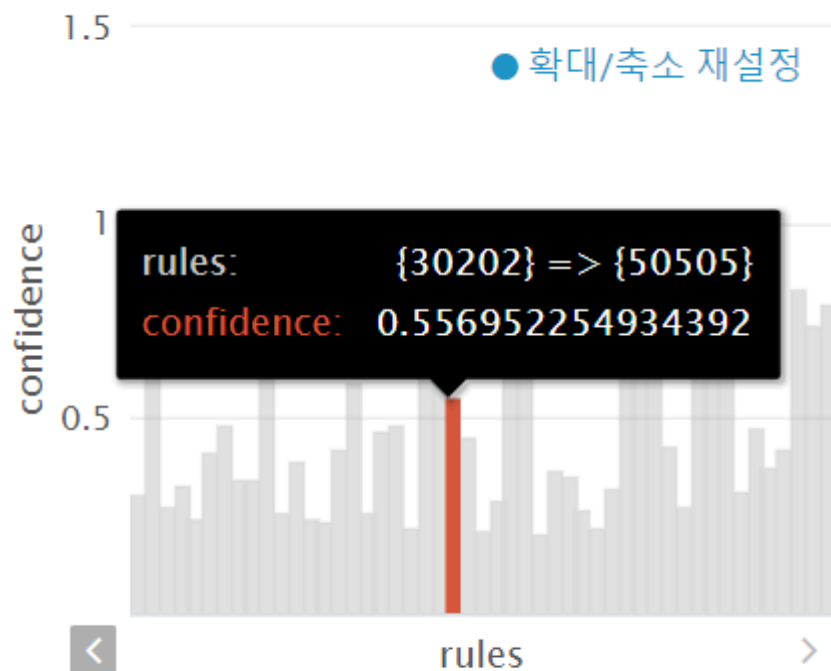 1.5
확대/축소 재설정
1
rules: {30202} => {50505}
confidence: 0.556952254934392
confidence
0.5
rules